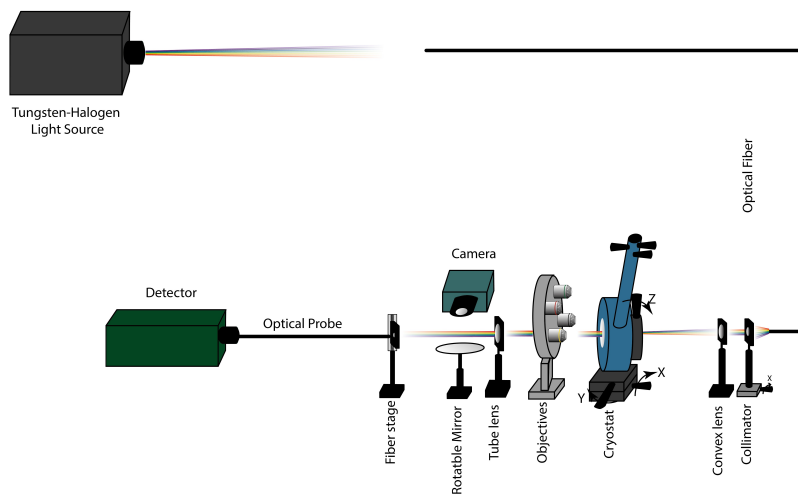 Tungsten-Halogen
Light Source
Optical Fiber
Camera
Detector
Optical Probe
Z
X
Y
X
Y
Fiber stage
Rotatble Mirror
Tube lens
Objectives
Cryostat
Convex lens
Collimator